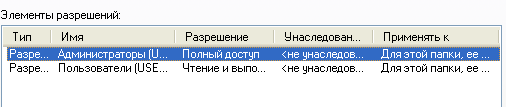 Элементы разрешений:
Тип Имя Разрешение Унаследован... Применять к
Разре... Администраторы (U... Полный доступ <не унаследов... Для этой папки, ее ...
Разре... Пользователи (USE... Чтение и выпо... <не унаследов... Для этой папки, ее ...